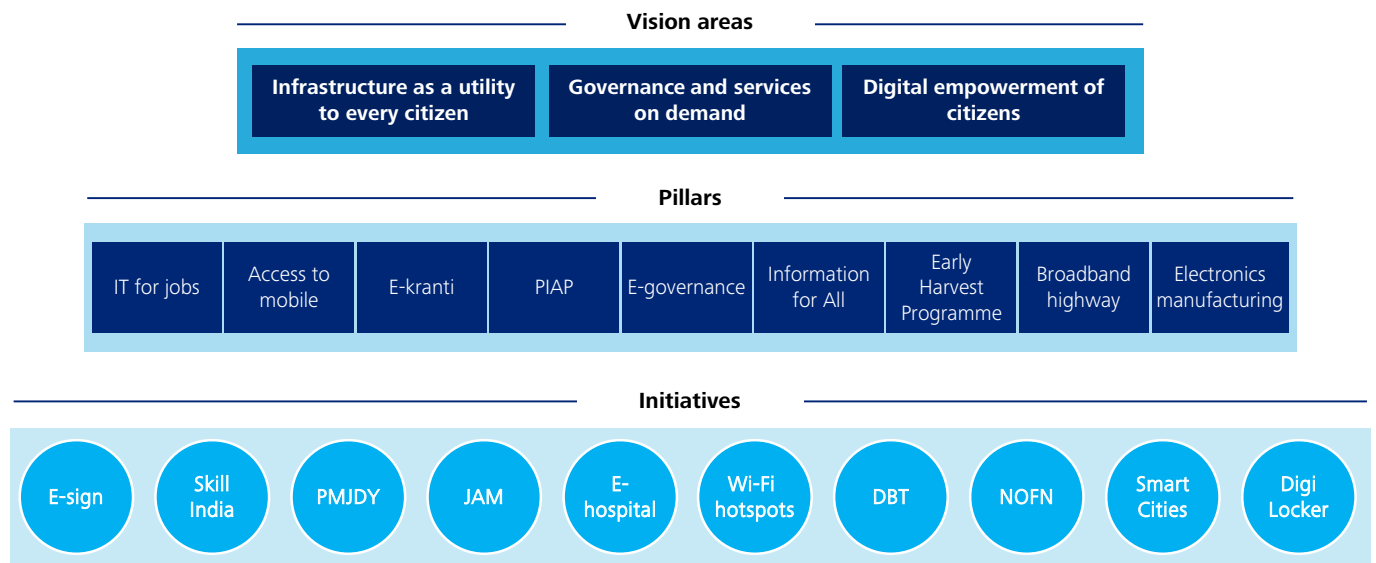 Vision areas
Infrastructure as a utility
to every citizen
Governance and services
on demand
Digital empowerment of
citizens
Pillars
IT for jobs
Access to
mobile
E-kranti
PIAP
E-governance
Information
for All
Early
Harvest
Programme
Broadband
highway
Electronics
manufacturing
Initiatives
E-sign
Skill
India
PMJDY
JAM
E-
hospital
Wi-Fi
hotspots
DBT
NOFN
Smart
Cities
Digi
Locker